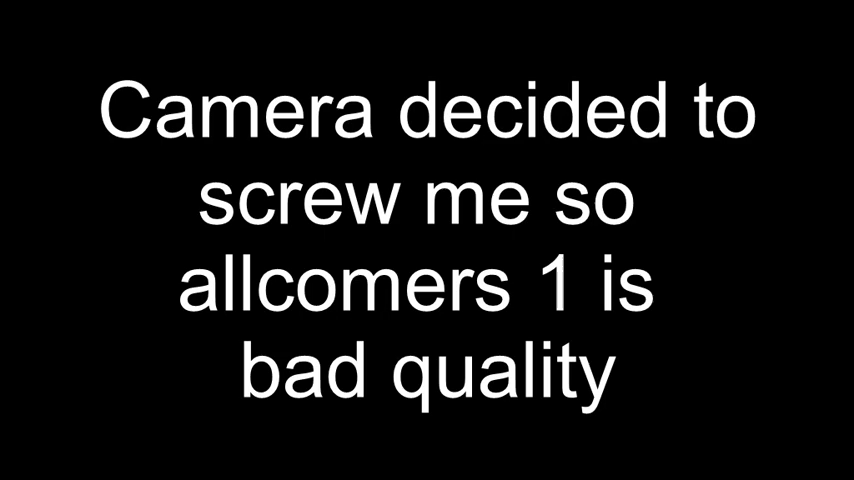 Camera decided to
screw me so
allcomers 1 is
bad quality